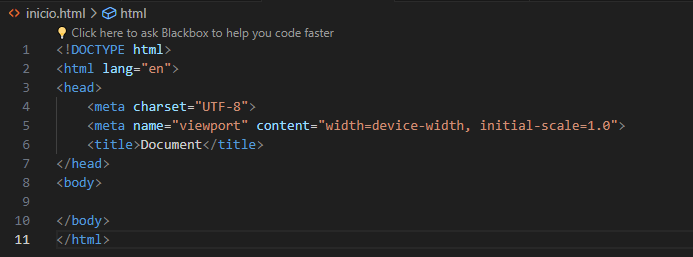 inicio.html > html
Click here to ask Blackbox to help you code faster
1 <!DOCTYPE html>
2 <html lang="en">
3 <head>
4     <meta charset="UTF-8">
5     <meta name="viewport" content="width=device-width, initial-scale=1.0">
6     <title>Document</title>
7 </head>
8 <body>
9
10 </body>
11 </html>